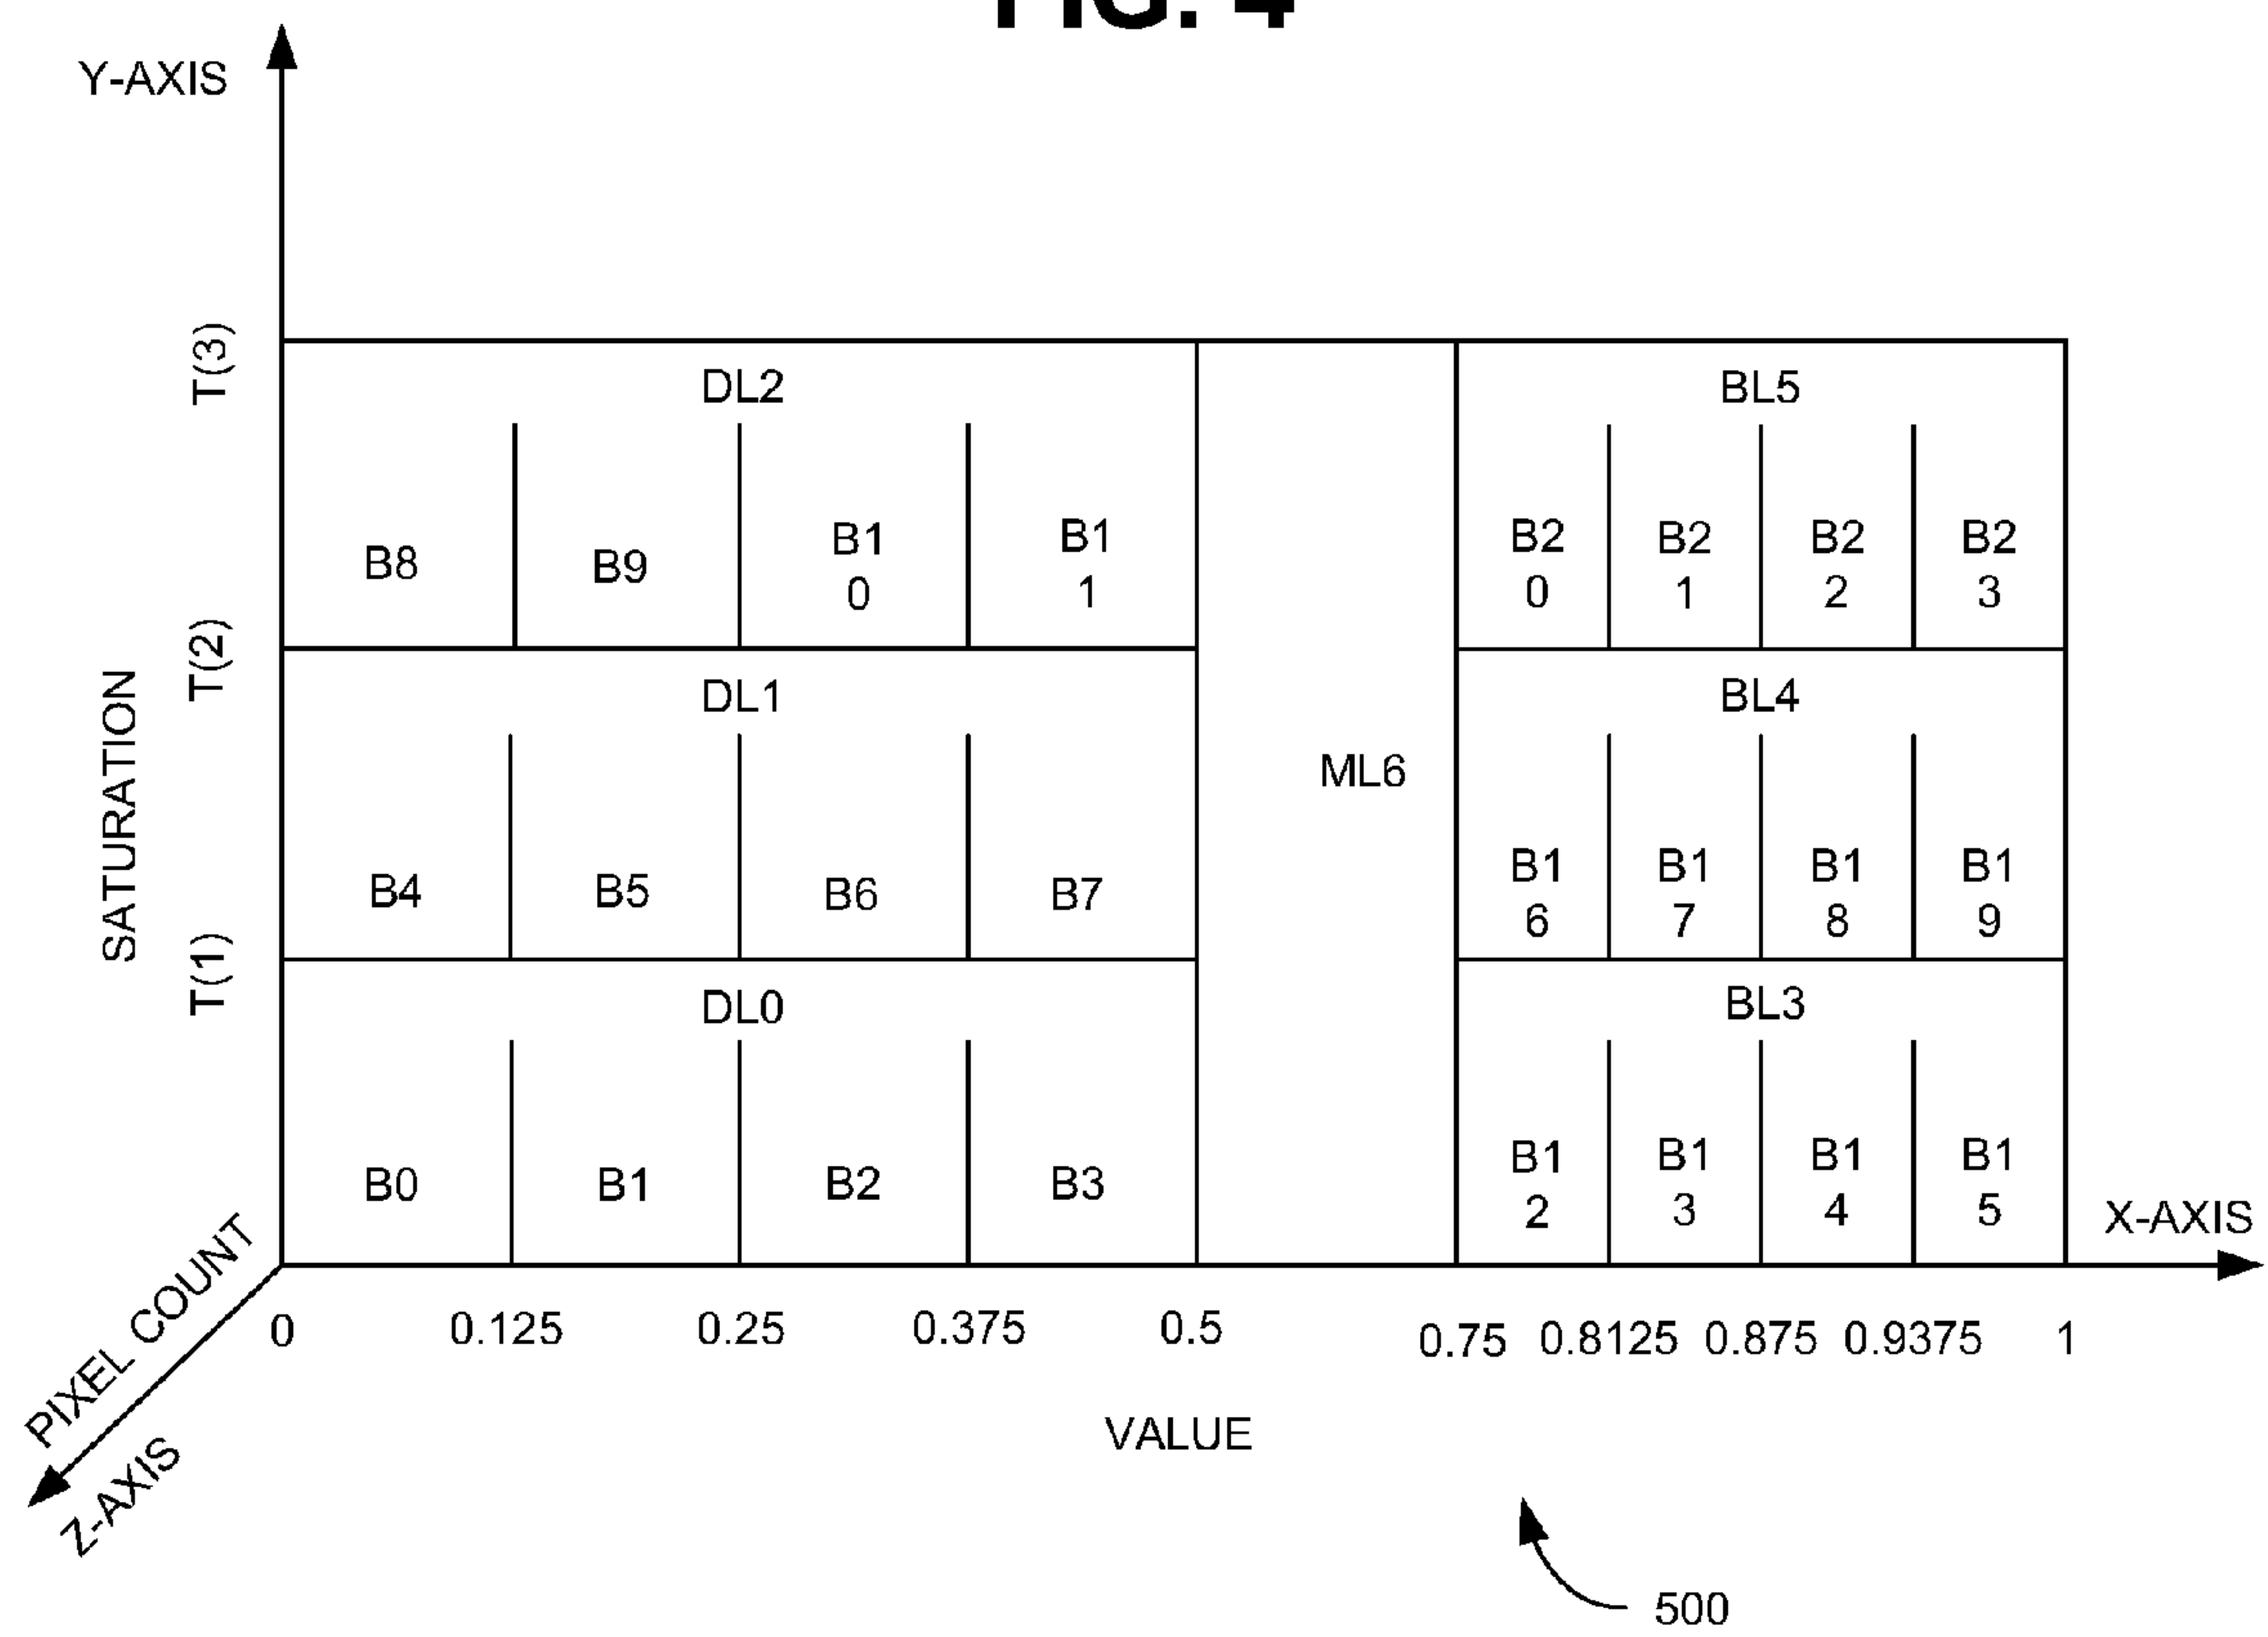 FIG. 4
Y-AXIS
T(3)
DL2
BL5
B8
B9
B1
0
B1
1
B2
0
B2
1
B2
2
B2
3
T(2)
SATURATION
DL1
BL4
ML6
B4
B5
B6
B7
B1
6
B1
7
B1
8
B1
9
T(1)
DL0
BL3
B0
B1
B2
B3
B1
2
B1
3
B1
4
B1
5
X-AXIS
PIXEL COUNT
Z-AXIS
0
0.125
0.25
0.375
0.5
0.75
0.8125
0.875
0.9375
1
VALUE
500